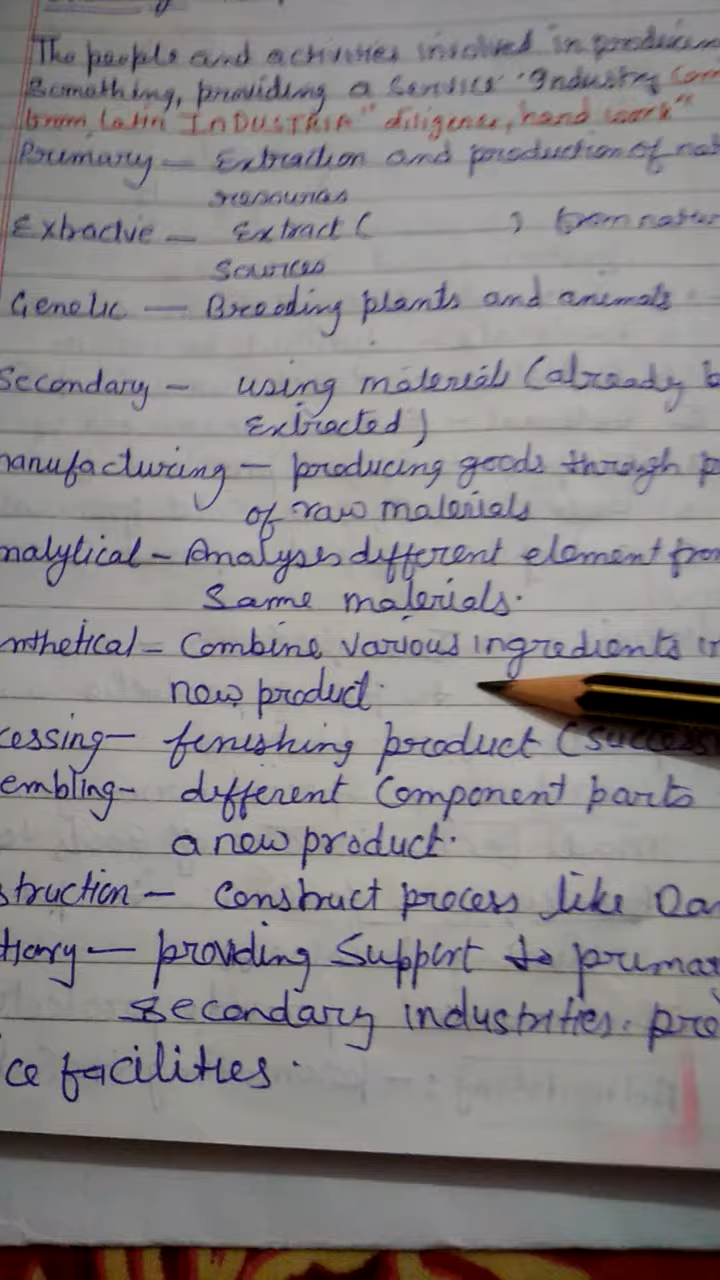 The people and activities involved in
Something, providing a Service 'Industry
from Latin INDUSTRIA" diligence, hard work"
Primary — Extraction and production of
resources
Extractive — Extract ( ) from
Sources
Genetic — Breeding plants and animals
Secondary — using materials (already
Extracted)
anufacturing — producing goods through
of raw materials
nalytical — Analyses different element
Same materials.
nthetical — Combine various ingredients
new product.
cessing — finishing product (
embling — different Component parts
a new product.
struction — Construct process like
tiary — providing Support to
secondary industrties.
ce facilities.